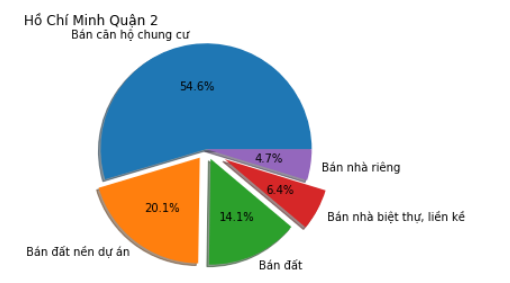 Hồ Chí Minh Quận 2
Bán căn hộ chung cư
54.6%
4.7%
Bán nhà riêng
6.4%
Bán nhà biệt thự, liền kề
20.1%
14.1%
Bán đất nền dự án
Bán đất